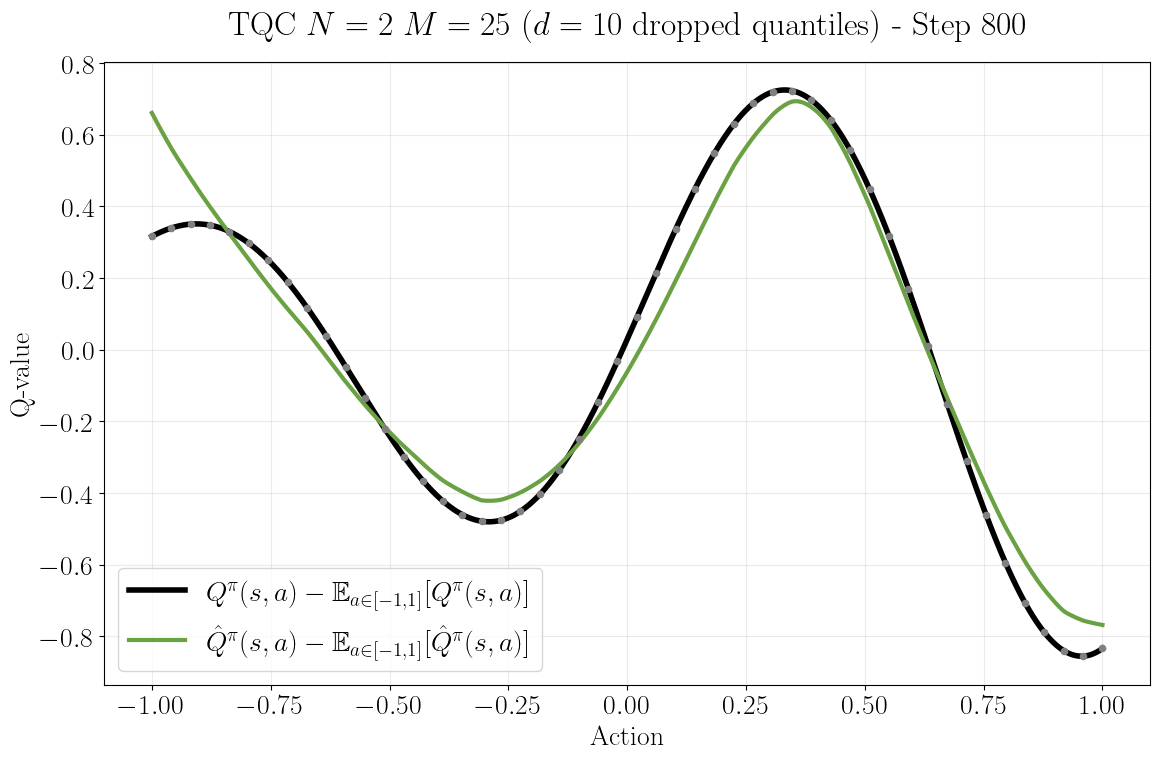 TQC N = 2 M = 25 (d = 10 dropped quantiles) - Step 800
Q-value
0.8
0.6
0.4
0.2
0.0
−0.2
−0.4
−0.6
−0.8
Q^π(s, a) − 𝔼_{a∈[−1,1]}[Q^π(s, a)]
Q̂^π(s, a) − 𝔼_{a∈[−1,1]}[Q̂^π(s, a)]
−1.00 −0.75 −0.50 −0.25 0.00 0.25 0.50 0.75 1.00
Action